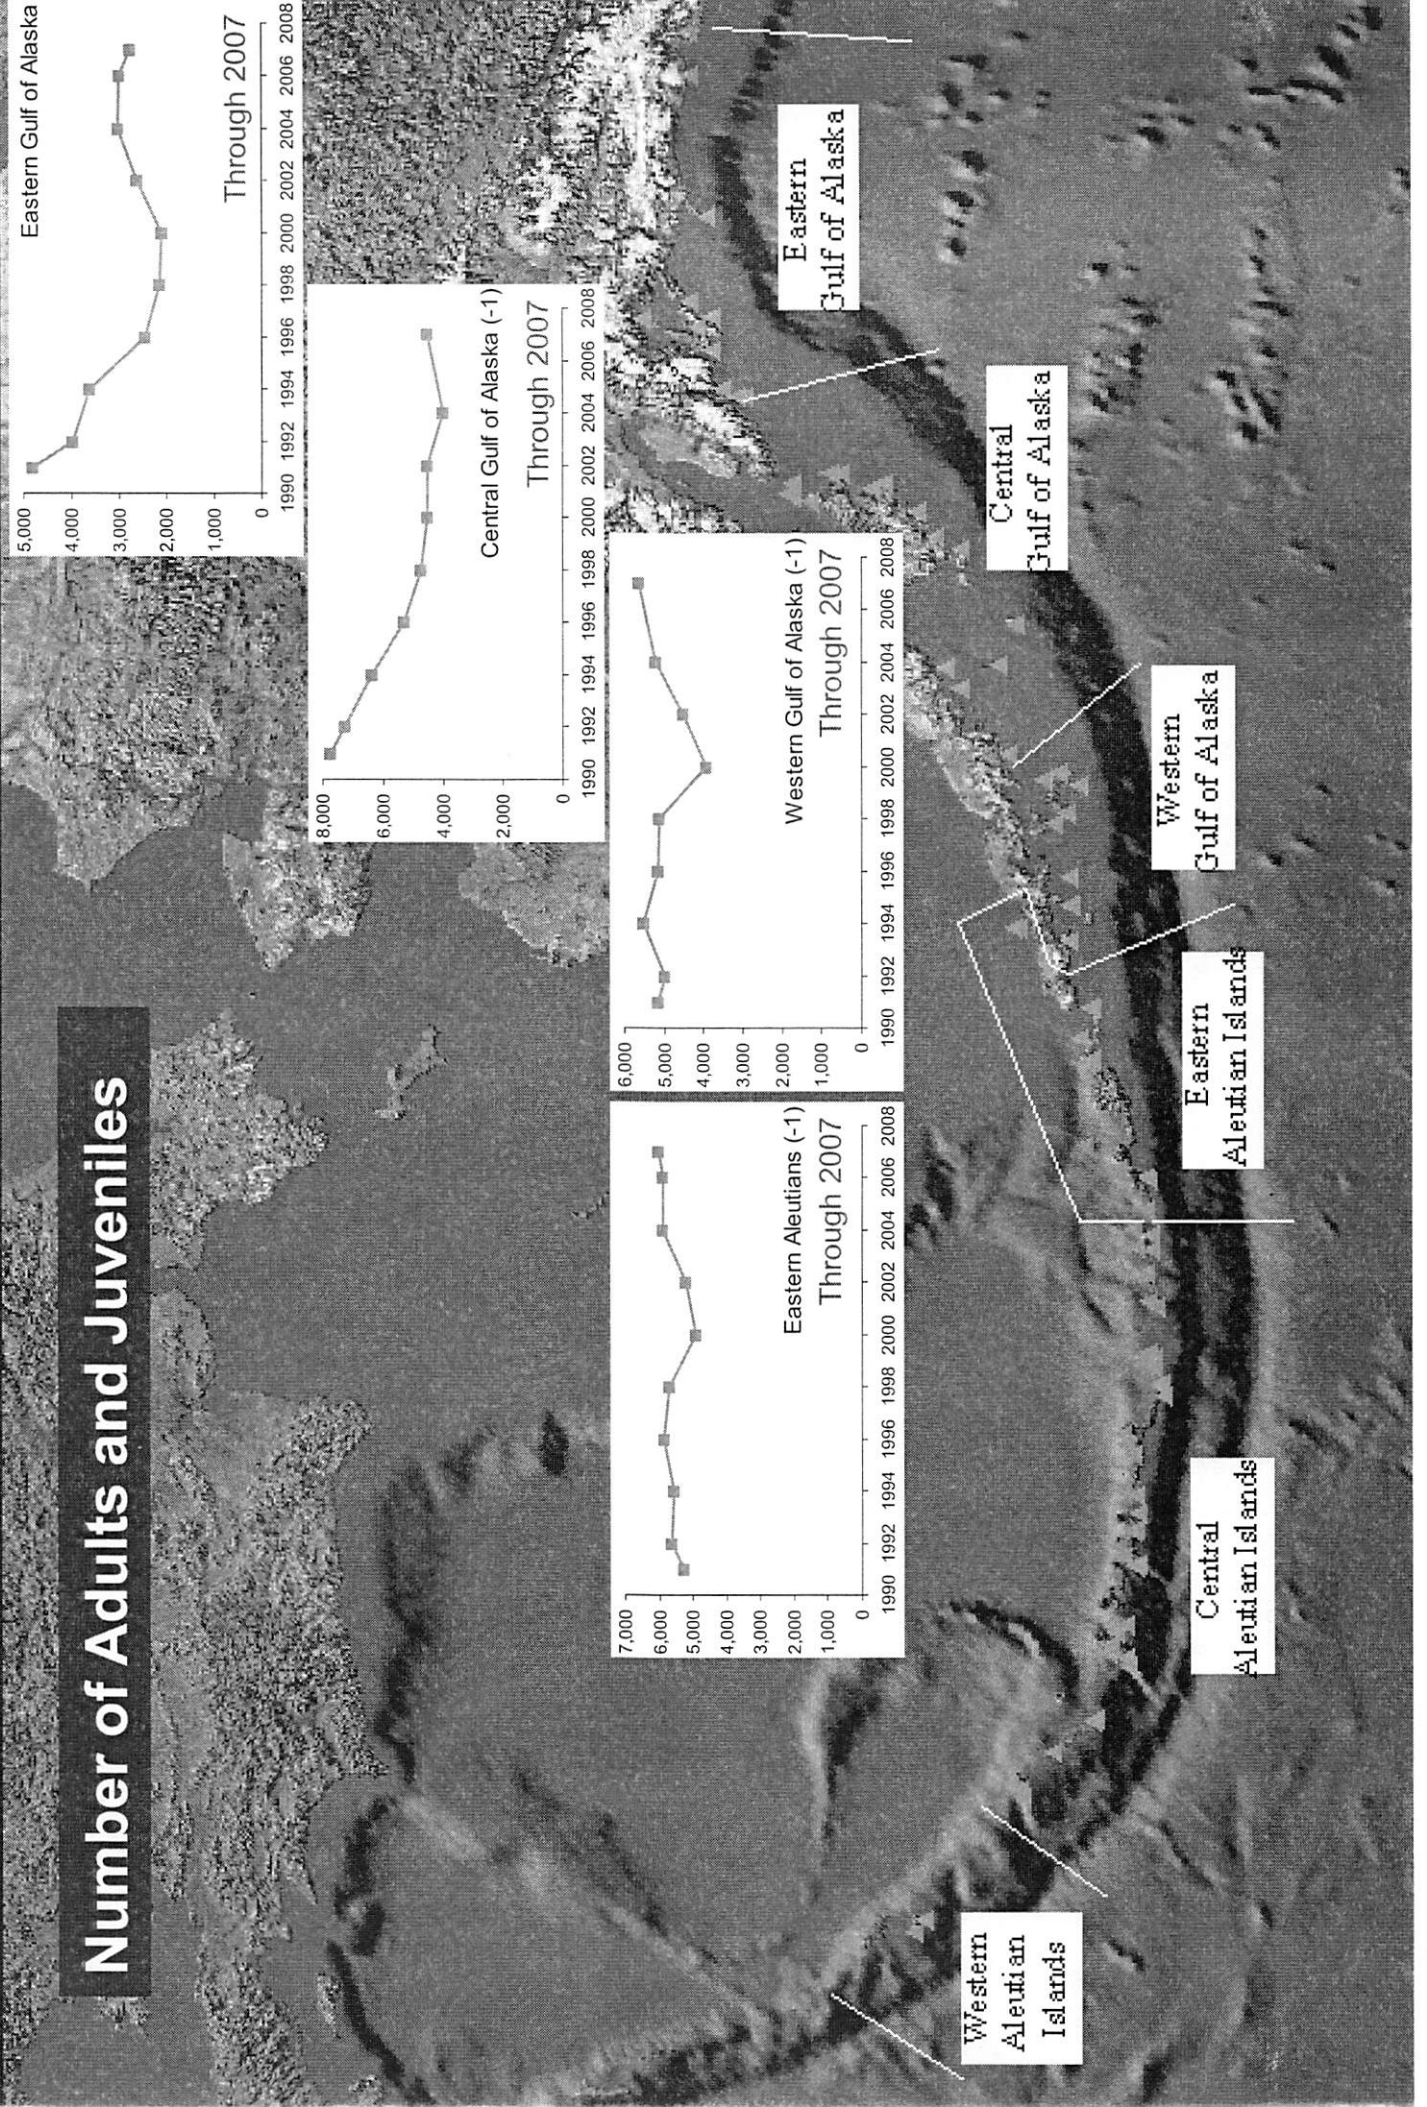 Number of Adults and Juveniles
Eastern Gulf of Alaska
Through 2007
5,000
4,000
3,000
2,000
1,000
0
1990 1992 1994 1996 1998 2000 2002 2004 2006 2008
Central Gulf of Alaska (-1)
Through 2007
8,000
6,000
4,000
2,000
0
1990 1992 1994 1996 1998 2000 2002 2004 2006 2008
Eastern Aleutians (-1)
Through 2007
7,000
6,000
5,000
4,000
3,000
2,000
1,000
0
1990 1992 1994 1996 1998 2000 2002 2004 2006 2008
Western Gulf of Alaska (-1)
Through 2007
6,000
5,000
4,000
3,000
2,000
1,000
0
1990 1992 1994 1996 1998 2000 2002 2004 2006 2008
Western
Aleutian
Islands
Central
Aleutian Islands
Eastern
Aleutian Islands
Western
Gulf of Alaska
Central
Gulf of Alaska
Eastern
Gulf of Alaska